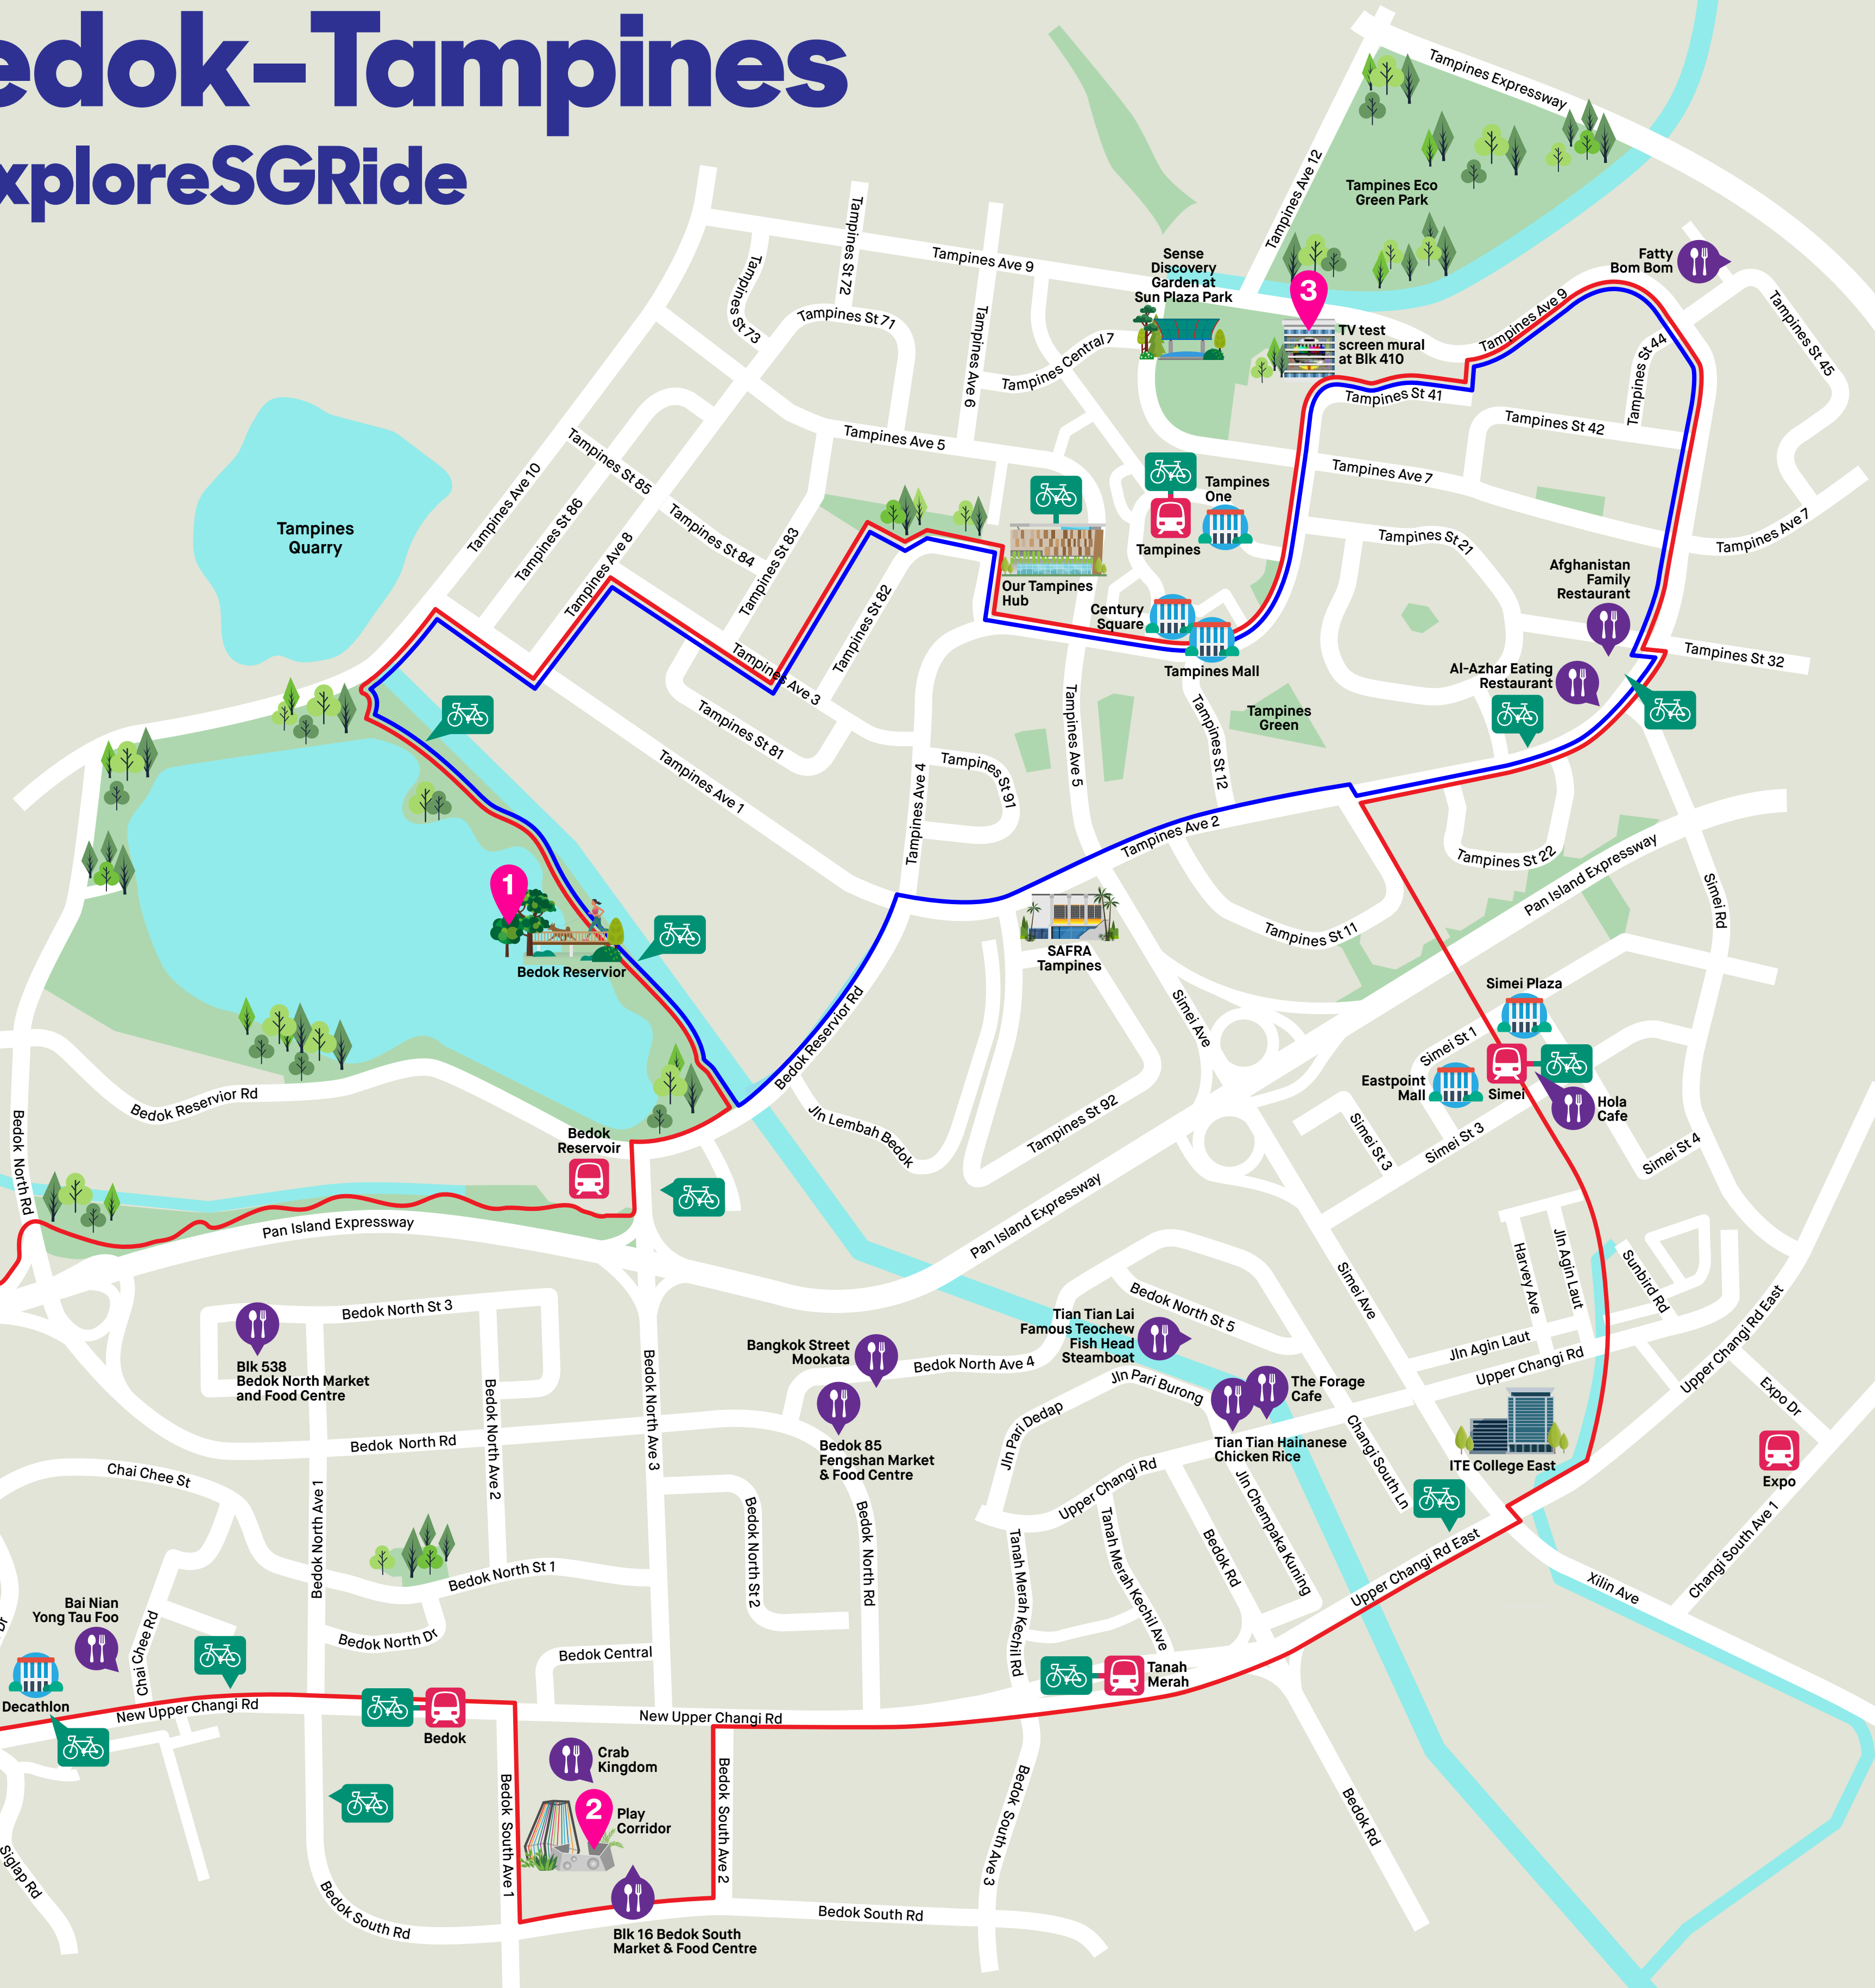 edok–Tampines
xploreSGRide
Tampines Expressway
Tampines Ave 12
Tampines Eco
Green Park
Tampines St 72
Tampines Ave 9
Sense
Discovery
Garden at
Sun Plaza Park
Fatty
Bom Bom
Tampines St 73
Tampines St 71
Tampines Ave 6
Tampines Central 7
3
TV test
screen mural
at Blk 410
Tampines Ave 9
Tampines St 45
Tampines St 44
Tampines St 41
Tampines St 42
Tampines Ave 5
Tampines Ave 7
Tampines Ave 7
Tampines Ave 10
Tampines St 85
Tampines St 86
Tampines St 84
Tampines St 83
Tampines Ave 8
Tampines
Quarry
Tampines
One
Tampines
Tampines St 21
Our Tampines
Hub
Century
Square
Tampines Mall
Afghanistan
Family
Restaurant
Tampines St 32
Al-Azhar Eating
Restaurant
Tampines St 82
Tampines Ave 3
Tampines St 81
Tampines Ave 1
Tampines Ave 4
Tampines St 91
Tampines Ave 5
Tampines St 12
Tampines
Green
Tampines Ave 2
Tampines St 22
Pan Island Expressway
Simei Rd
1
Bedok Reservior
SAFRA
Tampines
Tampines St 11
Simei Ave
Simei Plaza
Simei St 1
Eastpoint
Mall
Simei
Hola
Cafe
Simei St 3
Simei St 3
Simei St 4
Bedok Reservior Rd
Bedok Reservior Rd
Jln Lembah Bedok
Tampines St 92
Bedok North Rd
Bedok
Reservoir
Pan Island Expressway
Pan Island Expressway
Simei Ave
Harvey Ave
Jln Agin Laut
Sunbird Rd
Jln Agin Laut
Upper Changi Rd
Upper Changi Rd East
Expo Dr
Expo
Bedok North St 3
Blk 538
Bedok North Market
and Food Centre
Bangkok Street
Mookata
Bedok North Ave 4
Bedok North St 5
Tian Tian Lai
Famous Teochew
Fish Head
Steamboat
Jln Pari Burong
The Forage
Cafe
Tian Tian Hainanese
Chicken Rice
Bedok 85
Fengshan Market
& Food Centre
Jln Pari Dedap
Upper Changi Rd
Changi South Ln
ITE College East
Bedok North Rd
Bedok North Ave 2
Bedok North Ave 3
Chai Chee St
Bedok North Ave 1
Bedok North St 1
Bedok North St 2
Bedok North Rd
Tanah Merah Kechil Rd
Tanah Merah Kechil Ave
Bedok Rd
Jln Chempaka Kuning
Upper Changi Rd East
Changi South Ave 1
Xilin Ave
Bai Nian
Yong Tau Foo
Chai Chee Rd
Bedok North Dr
Bedok Central
Tanah
Merah
Decathlon
New Upper Changi Rd
Bedok
New Upper Changi Rd
Crab
Kingdom
2
Play
Corridor
Bedok South Ave 1
Bedok South Ave 2
Bedok South Ave 3
Bedok Rd
Siglap Rd
Bedok South Rd
Bedok South Rd
Blk 16 Bedok South
Market & Food Centre